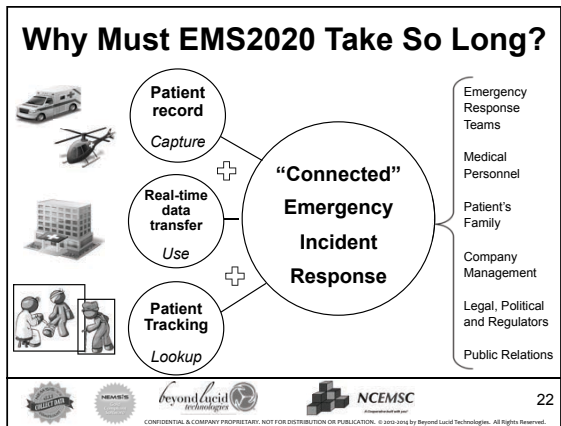 Why Must EMS2020 Take So Long?
Patient
record
Capture
Real-time
data
transfer
Use
Patient
Tracking
Lookup
“Connected”
Emergency
Incident
Response
Emergency
Response
Teams
Medical
Personnel
Patient's
Family
Company
Management
Legal, Political
and Regulators
Public Relations
COLLECT DATA
NEMSIS
beyond lucid
technologies
NCEMSC
22
CONFIDENTIAL & COMPANY PROPRIETARY. NOT FOR DISTRIBUTION OR PUBLICATION. © 2012-2014 by Beyond Lucid Technologies. All Rights Reserved.